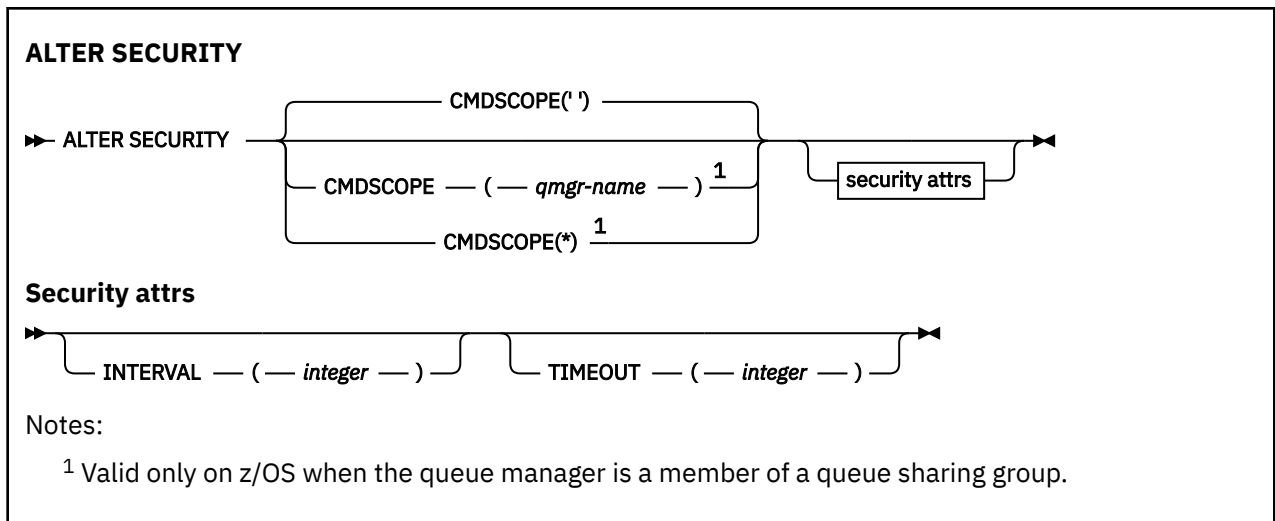 ALTER SECURITY
CMDSCOPE(' ')
ALTER SECURITY
CMDSCOPE ( qmgr-name ) 1
security attrs
CMDSCOPE(*) 1
Security attrs
INTERVAL ( integer ) TIMEOUT ( integer )
Notes:
1 Valid only on z/OS when the queue manager is a member of a queue sharing group.